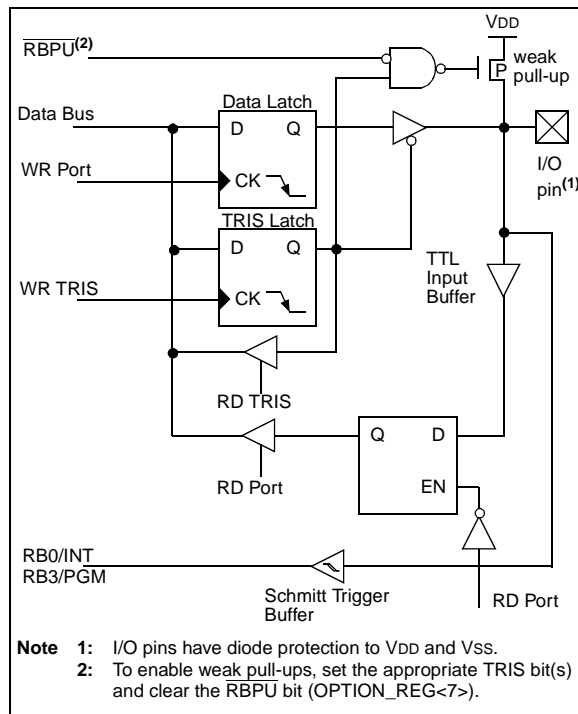 VDD
RBPU(2)
weak
pull-up
P
Data Latch
Data Bus
D Q
I/O
pin(1)
WR Port
CK
TRIS Latch
D Q
TTL
Input
Buffer
WR TRIS
CK
RD TRIS
Q D
RD Port
EN
RB0/INT
RB3/PGM
Schmitt Trigger
Buffer
RD Port
Note 1: I/O pins have diode protection to VDD and VSS.
2: To enable weak pull-ups, set the appropriate TRIS bit(s)
and clear the RBPU bit (OPTION_REG<7>).